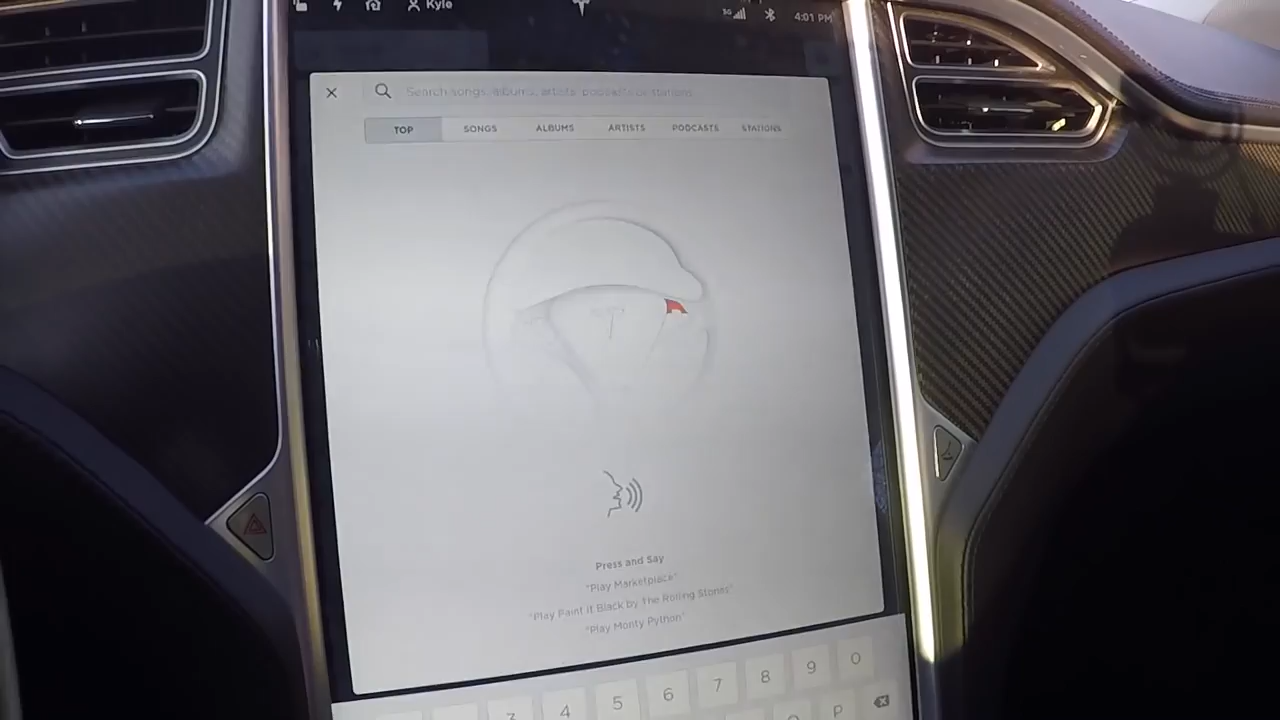 Kyle
3G
4:01 PM
Search songs, albums, artists, podcasts or stations
TOP SONGS ALBUMS ARTISTS PODCASTS STATIONS
Press and Say
"Play Marketplace"
"Play Paint it Black by The Rolling Stones"
"Play Monty Python"
3 4 5 6 7 8 9 0
O P